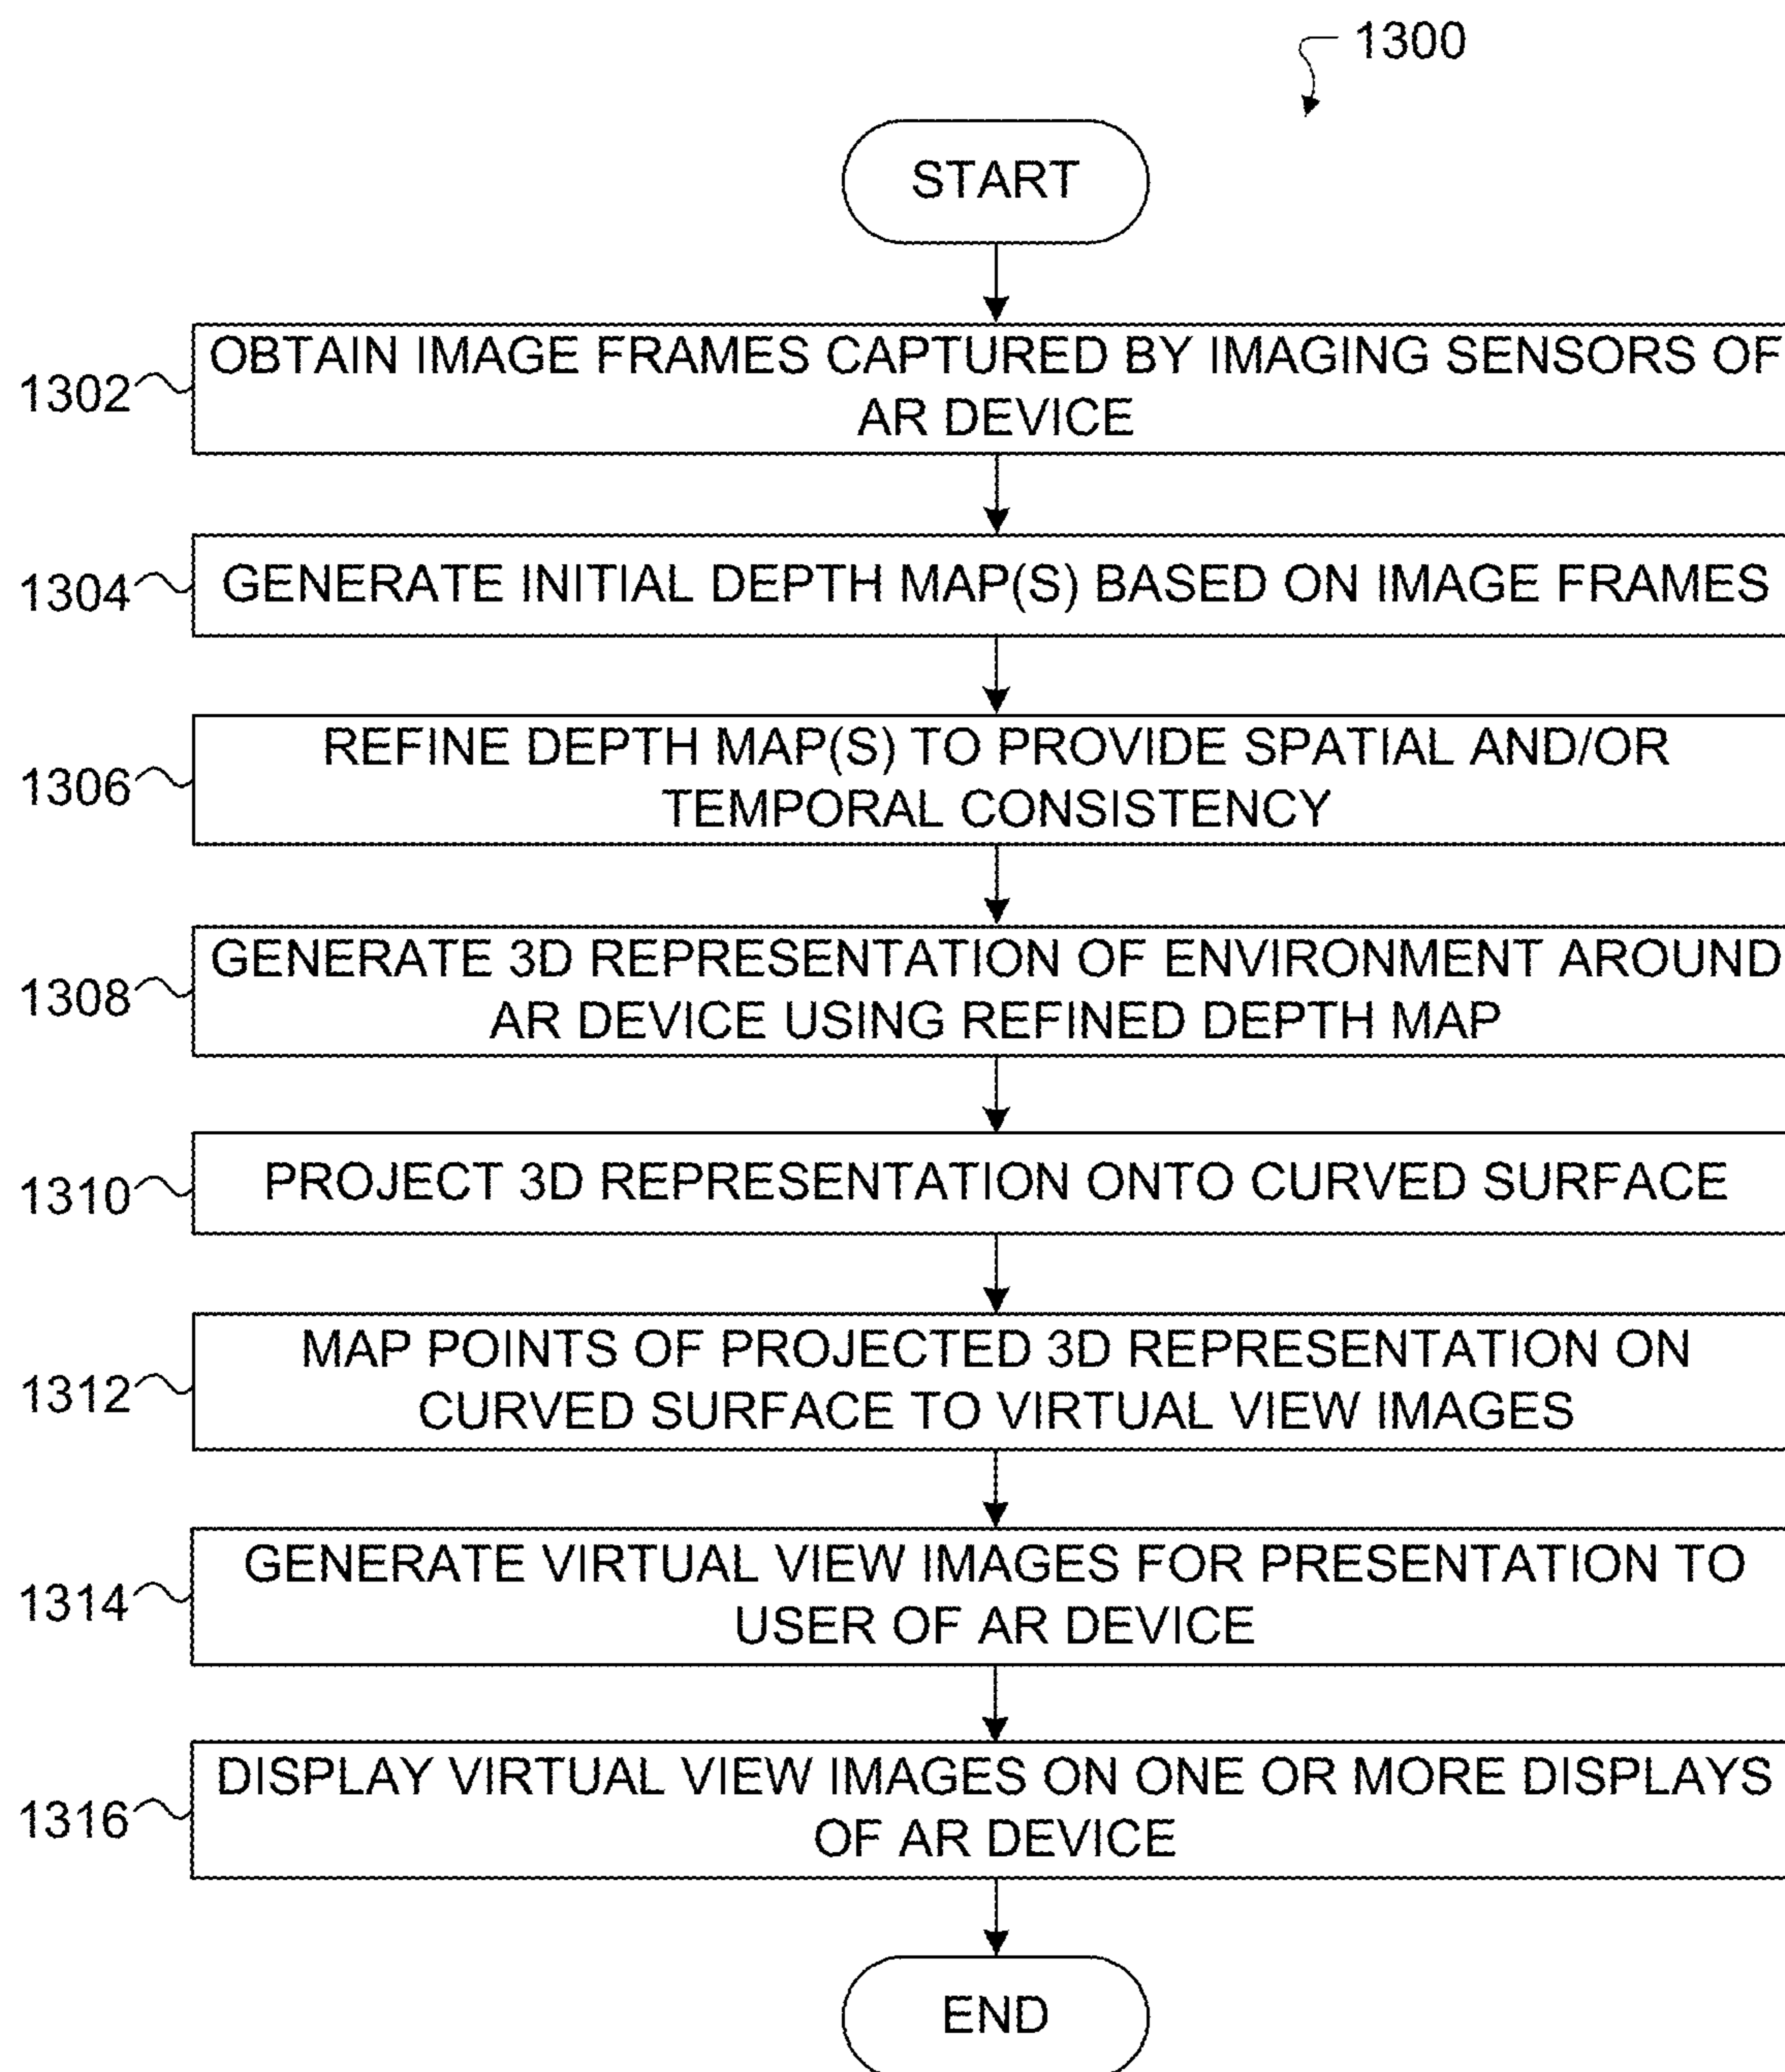 1300
START
1302
OBTAIN IMAGE FRAMES CAPTURED BY IMAGING SENSORS OF
AR DEVICE
1304
GENERATE INITIAL DEPTH MAP(S) BASED ON IMAGE FRAMES
1306
REFINE DEPTH MAP(S) TO PROVIDE SPATIAL AND/OR
TEMPORAL CONSISTENCY
1308
GENERATE 3D REPRESENTATION OF ENVIRONMENT AROUND
AR DEVICE USING REFINED DEPTH MAP
1310
PROJECT 3D REPRESENTATION ONTO CURVED SURFACE
1312
MAP POINTS OF PROJECTED 3D REPRESENTATION ON
CURVED SURFACE TO VIRTUAL VIEW IMAGES
1314
GENERATE VIRTUAL VIEW IMAGES FOR PRESENTATION TO
USER OF AR DEVICE
1316
DISPLAY VIRTUAL VIEW IMAGES ON ONE OR MORE DISPLAYS
OF AR DEVICE
END